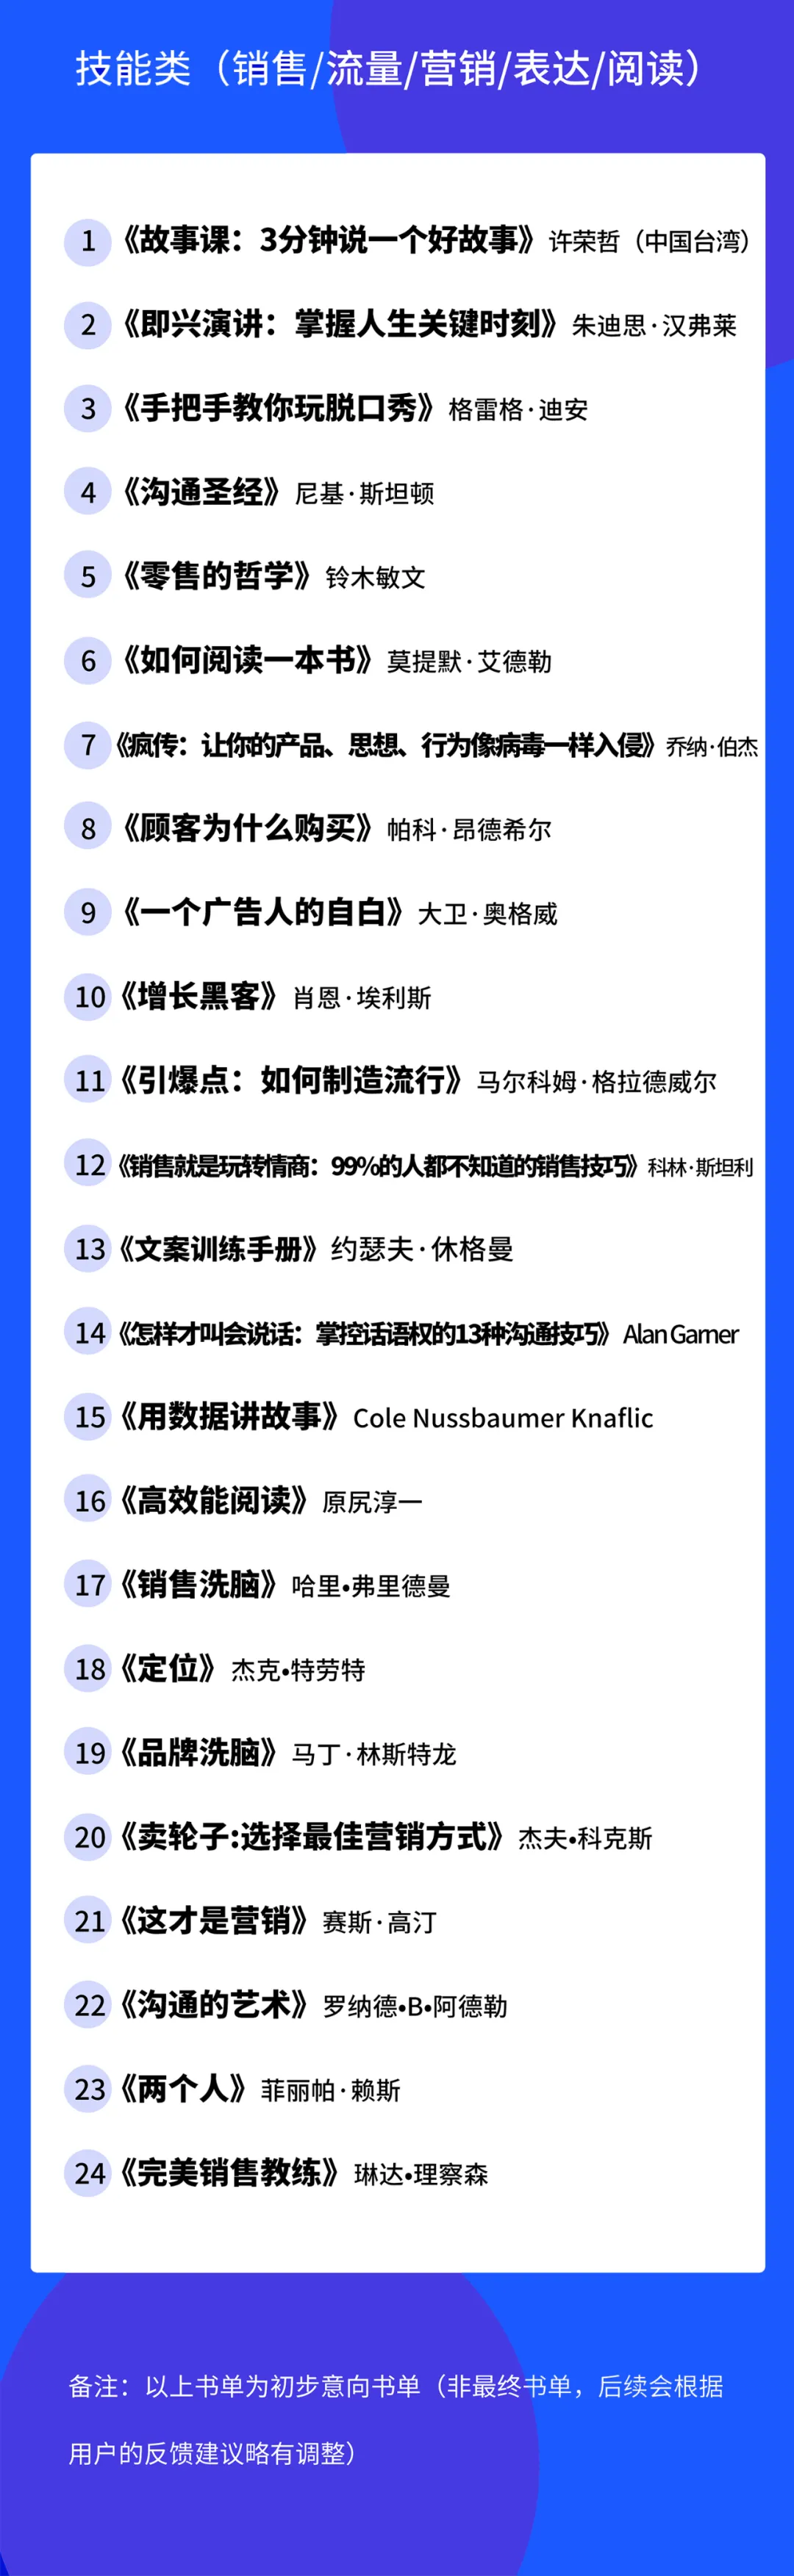 技能类（销售/流量/营销/表达/阅读）
1《故事课：3分钟说一个好故事》许荣哲（中国台湾）
2《即兴演讲：掌握人生关键时刻》朱迪思·汉弗莱
3《手把手教你玩脱口秀》格雷格·迪安
4《沟通圣经》尼基·斯坦顿
5《零售的哲学》铃木敏文
6《如何阅读一本书》莫提默·艾德勒
7《疯传：让你的产品、思想、行为像病毒一样入侵》乔纳·伯杰
8《顾客为什么购买》帕科·昂德希尔
9《一个广告人的自白》大卫·奥格威
10《增长黑客》肖恩·埃利斯
11《引爆点：如何制造流行》马尔科姆·格拉德威尔
12《销售就是玩转情商：99%的人都不知道的销售技巧》科林·斯坦利
13《文案训练手册》约瑟夫·休格曼
14《怎样才叫会说话：掌控话语权的13种沟通技巧》Alan Garner
15《用数据讲故事》Cole Nussbaumer Knaflic
16《高效能阅读》原尻淳一
17《销售洗脑》哈里•弗里德曼
18《定位》杰克•特劳特
19《品牌洗脑》马丁·林斯特龙
20《卖轮子:选择最佳营销方式》杰夫•科克斯
21《这才是营销》赛斯·高汀
22《沟通的艺术》罗纳德•B•阿德勒
23《两个人》菲丽帕·赖斯
24《完美销售教练》琳达•理察森
备注：以上书单为初步意向书单（非最终书单，后续会根据
用户的反馈建议略有调整）